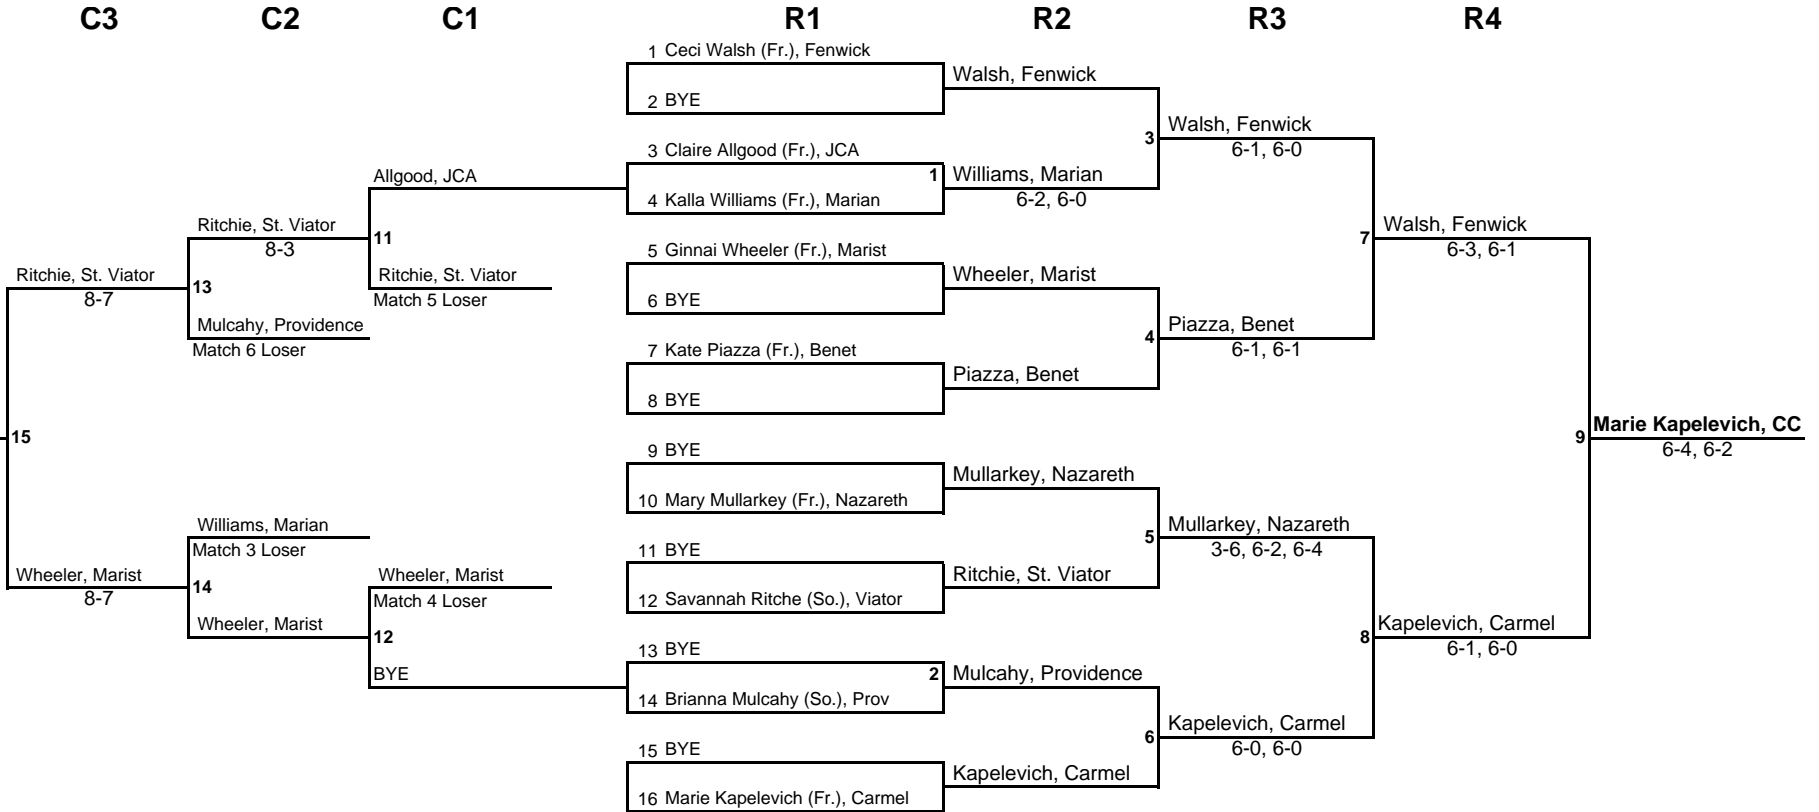 C3 C2 C1 R1 R2 R3 R4
1 Ceci Walsh (Fr.), Fenwick
Walsh, Fenwick
2 BYE
3 Walsh, Fenwick
6-1, 6-0
3 Claire Allgood (Fr.), JCA
Allgood, JCA
1 Williams, Marian
6-2, 6-0
4 Kalla Williams (Fr.), Marian
Ritchie, St. Viator
8-3
11
7 Walsh, Fenwick
6-3, 6-1
5 Ginnai Wheeler (Fr.), Marist
Ritchie, St. Viator
8-7
13
Ritchie, St. Viator
Match 5 Loser
Wheeler, Marist
6 BYE
Mulcahy, Providence
Match 6 Loser
4 Piazza, Benet
6-1, 6-1
7 Kate Piazza (Fr.), Benet
Piazza, Benet
8 BYE
15
9 Marie Kapelevich, CC
6-4, 6-2
9 BYE
Mullarkey, Nazareth
10 Mary Mullarkey (Fr.), Nazareth
Williams, Marian
Match 3 Loser
5 Mullarkey, Nazareth
3-6, 6-2, 6-4
11 BYE
Wheeler, Marist
8-7
14
Wheeler, Marist
Match 4 Loser
Ritchie, St. Viator
12 Savannah Ritche (So.), Viator
Wheeler, Marist
12
8 Kapelevich, Carmel
6-1, 6-0
13 BYE
BYE
2 Mulcahy, Providence
14 Brianna Mulcahy (So.), Prov
6 Kapelevich, Carmel
6-0, 6-0
15 BYE
Kapelevich, Carmel
16 Marie Kapelevich (Fr.), Carmel